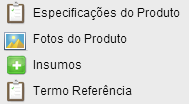 Especificações do Produto
Fotos do Produto
Insumos
Termo Referência